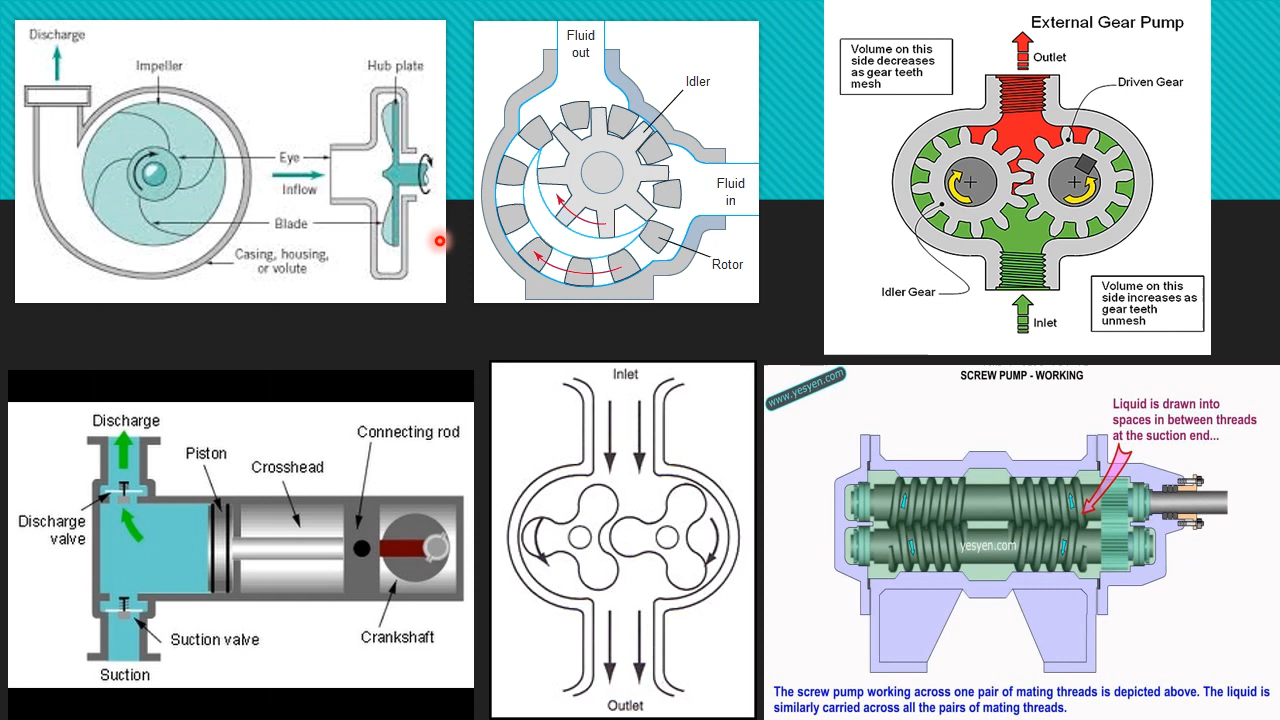 Discharge
Impeller
Hub plate
Eye
Inflow
Blade
Casing, housing,
or volute
Fluid
out
Idler
Fluid
in
Rotor
External Gear Pump
Volume on this
side decreases
as gear teeth
mesh
Outlet
Driven Gear
Idler Gear
Inlet
Volume on this
side increases as
gear teeth
unmesh
Discharge
Piston
Crosshead
Connecting rod
Discharge
valve
Suction valve
Crankshaft
Suction
Inlet
Outlet
www.yesyen.com
SCREW PUMP - WORKING
Liquid is drawn into
spaces in between threads
at the suction end...
yesyen.com
The screw pump working across one pair of mating threads is depicted above. The liquid is
similarly carried across all the pairs of mating threads.